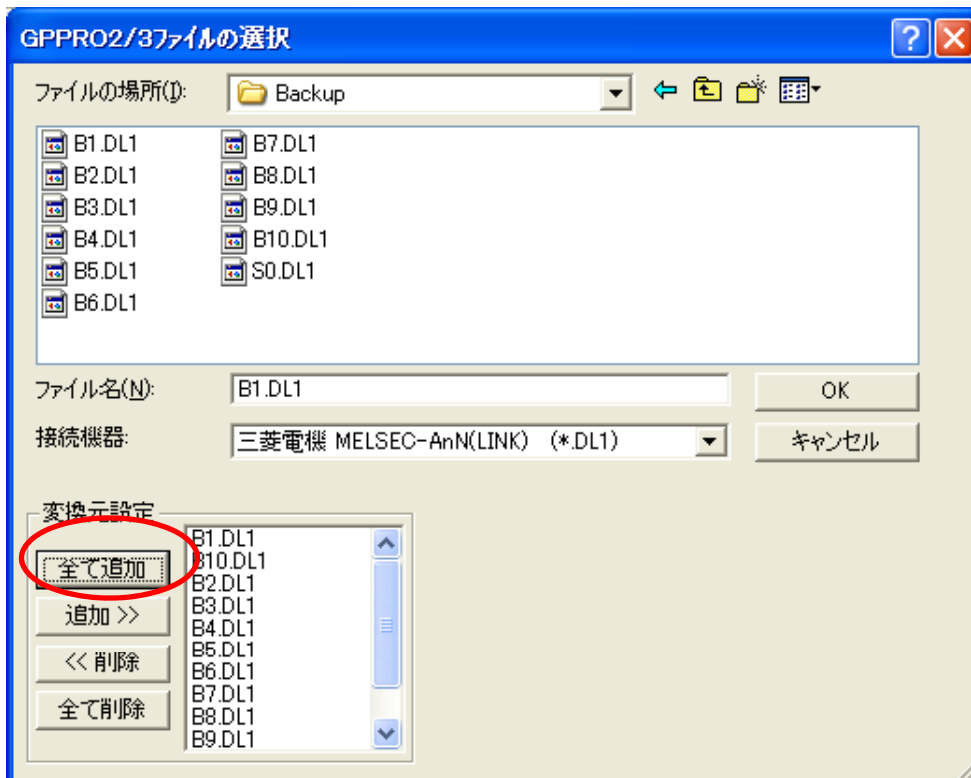 GPPRO2/3ファイルの選択
ファイルの場所(I):
Backup
B1.DL1
B2.DL1
B3.DL1
B4.DL1
B5.DL1
B6.DL1
B7.DL1
B8.DL1
B9.DL1
B10.DL1
S0.DL1
ファイル名(N):
B1.DL1
OK
接続機器:
三菱電機 MELSEC-AnN(LINK) (*.DL1)
キャンセル
変換元設定
全て追加
追加 >>
<< 削除
全て削除
B1.DL1
B10.DL1
B2.DL1
B3.DL1
B4.DL1
B5.DL1
B6.DL1
B7.DL1
B8.DL1
B9.DL1